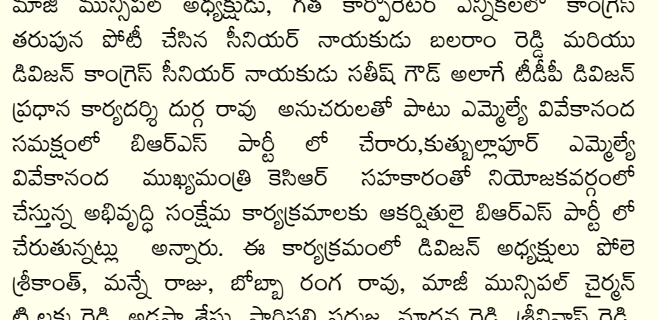 మాజీ మున్సిపల్ అధ్యక్షుడు, గత కార్పొరేటర్ ఎన్నికలలో కాంగ్రెస్
తరుపున పోటీ చేసిన సీనియర్ నాయకుడు బలరాం రెడ్డి మరియు
డివిజన్ కాంగ్రెస్ సీనియర్ నాయకుడు సతీష్ గౌడ్ అలాగే టీడీపీ డివిజన్
ప్రధాన కార్యదర్శి దుర్గ రావు అనుచరులతో పాటు ఎమ్మెల్యే వివేకానంద
సమక్షంలో బిఆర్ఎస్ పార్టీ లో చేరారు,కుత్బుల్లాపూర్ ఎమ్మెల్యే
వివేకానంద ముఖ్యమంత్రి కెసిఆర్ సహకారంతో నియోజకవర్గంలో
చేస్తున్న అభివృద్ధి సంక్షేమ కార్యక్రమాలకు ఆకర్షితులై బిఆర్ఎస్ పార్టీ లో
చేరుతున్నట్లు అన్నారు. ఈ కార్యక్రమంలో డివిజన్ అధ్యక్షులు పోలె
శ్రీకాంత్, మన్నే రాజు, బోబ్బా రంగ రావు, మాజీ మున్సిపల్ చైర్మన్